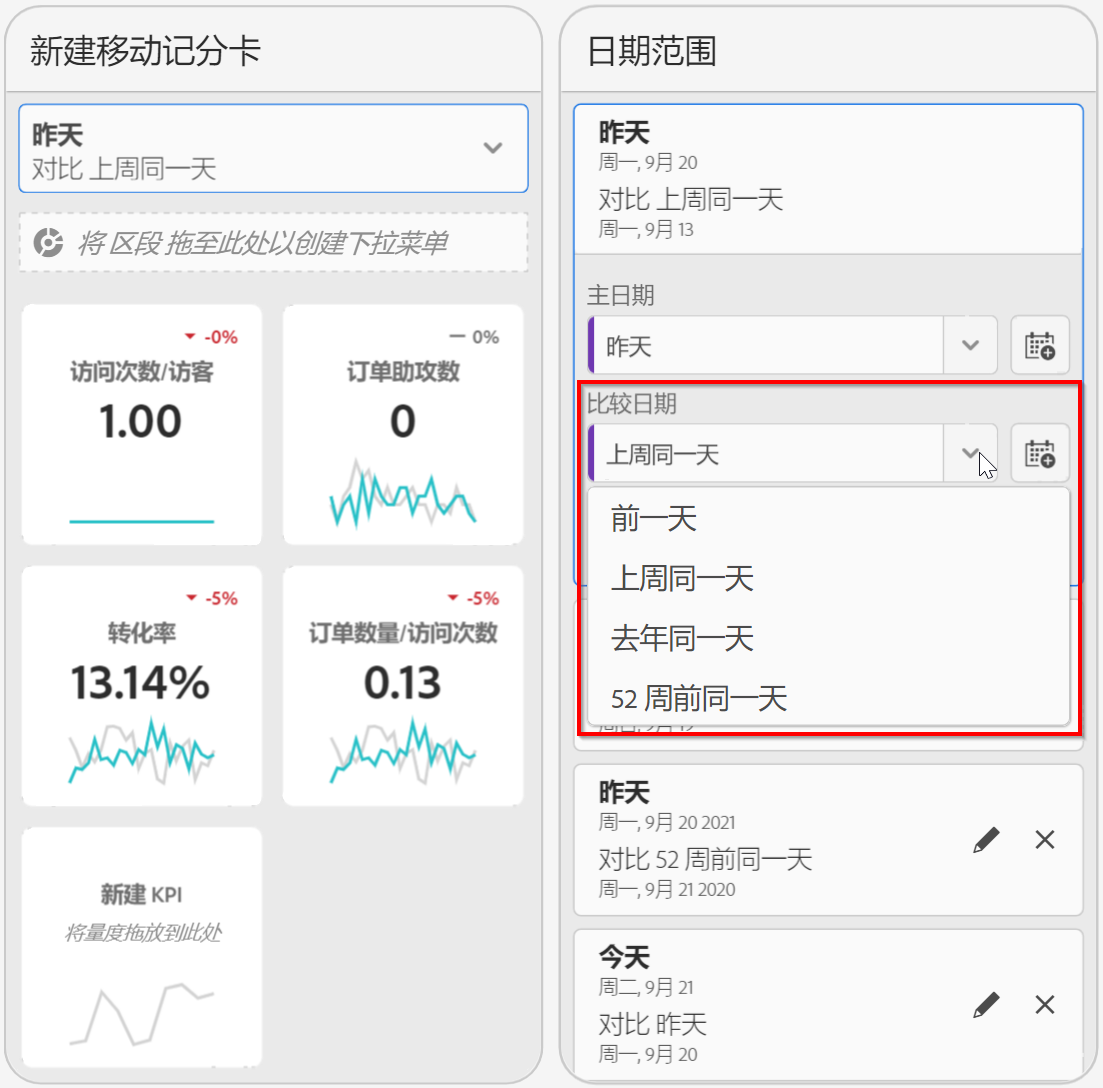 新建移动记分卡
昨天
对比 上周同一天
将 区段 拖至此处以创建下拉菜单
-0%
访问次数/访客
1.00
0%
订单助攻数
0
-5%
转化率
13.14%
-5%
订单数量/访问次数
0.13
新建 KPI
将量度拖放到此处
日期范围
昨天
周一, 9月 20
对比 上周同一天
周一, 9月 13
主日期
昨天
比较日期
上周同一天
前一天
上周同一天
去年同一天
52 周前同一天
昨天
周一, 9月 20 2021
对比 52 周前同一天
周一, 9月 21 2020
今天
周二, 9月 21
对比 昨天
周一, 9月 20